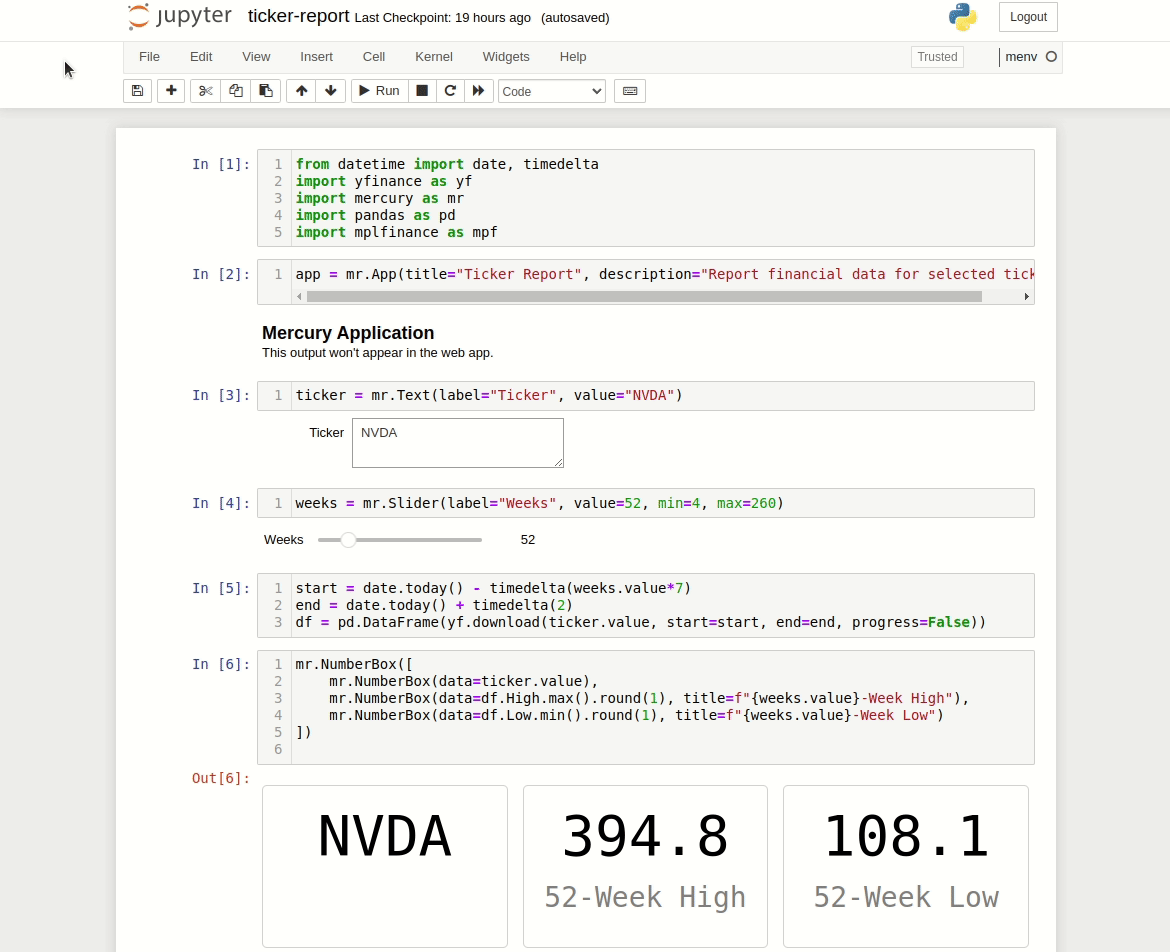 jupyter ticker-report Last Checkpoint: 19 hours ago (autosaved) Logout
File Edit View Insert Cell Kernel Widgets Help Trusted menv
Run Code
In [1]:
1 from datetime import date, timedelta
2 import yfinance as yf
3 import mercury as mr
4 import pandas as pd
5 import mplfinance as mpf
In [2]:
1 app = mr.App(title="Ticker Report", description="Report financial data for selected tick
Mercury Application
This output won't appear in the web app.
In [3]:
1 ticker = mr.Text(label="Ticker", value="NVDA")
Ticker NVDA
In [4]:
1 weeks = mr.Slider(label="Weeks", value=52, min=4, max=260)
Weeks 52
In [5]:
1 start = date.today() - timedelta(weeks.value*7)
2 end = date.today() + timedelta(2)
3 df = pd.DataFrame(yf.download(ticker.value, start=start, end=end, progress=False))
In [6]:
1 mr.NumberBox([
2     mr.NumberBox(data=ticker.value),
3     mr.NumberBox(data=df.High.max().round(1), title=f"{weeks.value}-Week High"),
4     mr.NumberBox(data=df.Low.min().round(1), title=f"{weeks.value}-Week Low")
5 ])
6
Out[6]:
NVDA 394.8 108.1
52-Week High 52-Week Low